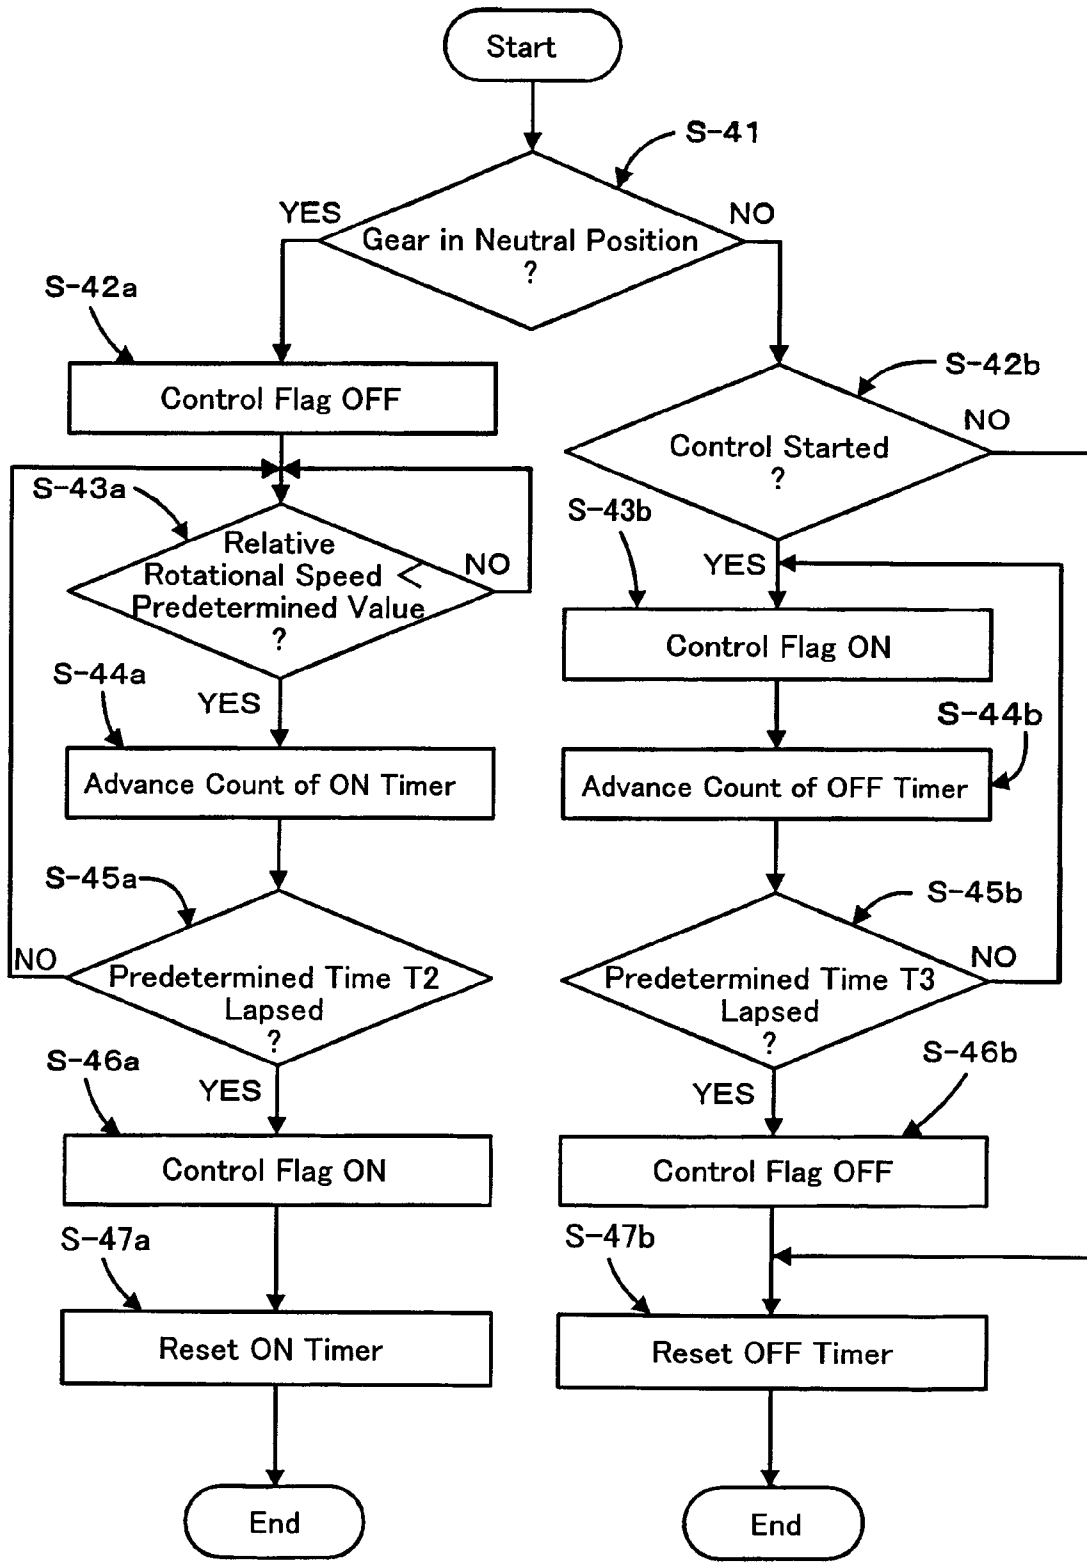 Start
S-41
YES
NO
Gear in Neutral Position
?
S-42a
Control Flag OFF
S-42b
NO
Control Started
?
S-43a
Relative
Rotational Speed <
Predetermined Value
?
NO
S-43b
YES
Control Flag ON
S-44a
YES
Advance Count of ON Timer
S-44b
Advance Count of OFF Timer
S-45a
NO
Predetermined Time T2
Lapsed
?
S-45b
NO
Predetermined Time T3
Lapsed
?
S-46a
YES
Control Flag ON
S-46b
YES
Control Flag OFF
S-47a
Reset ON Timer
S-47b
Reset OFF Timer
End
End